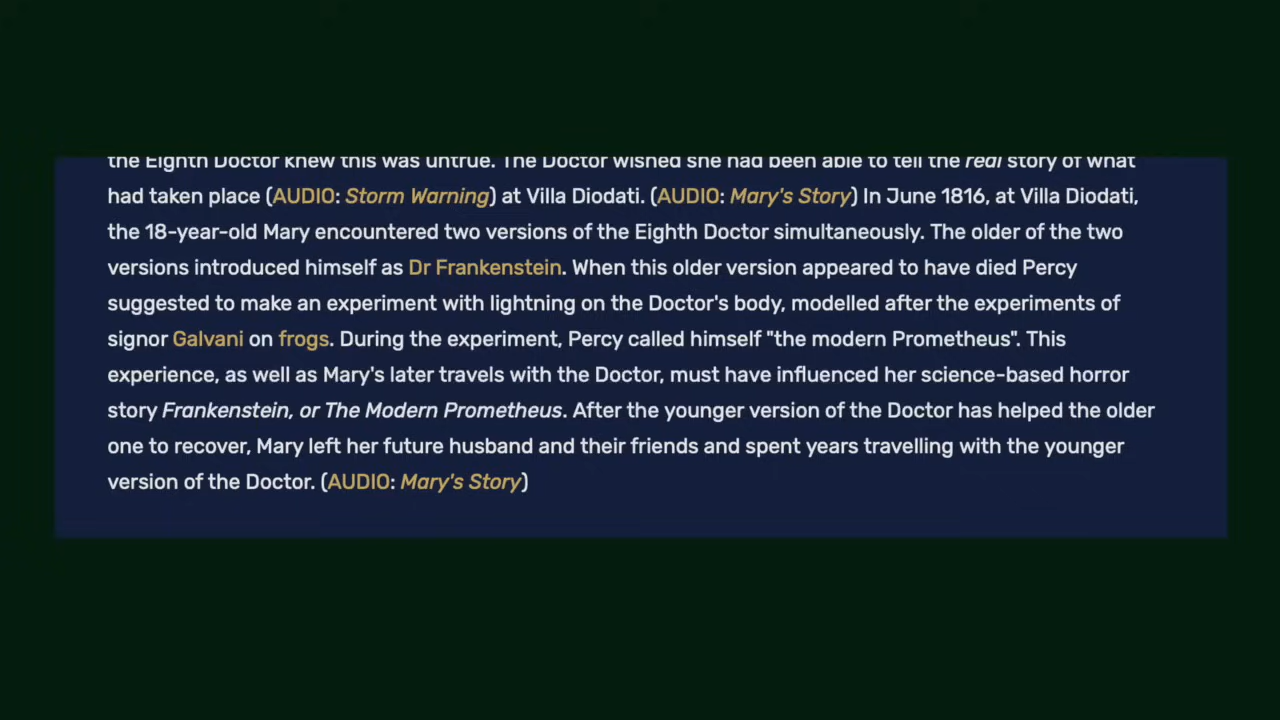 the Eighth Doctor knew this was untrue. The Doctor wished she had been able to tell the real story of what
had taken place (AUDIO: Storm Warning) at Villa Diodati. (AUDIO: Mary's Story) In June 1816, at Villa Diodati,
the 18-year-old Mary encountered two versions of the Eighth Doctor simultaneously. The older of the two
versions introduced himself as Dr Frankenstein. When this older version appeared to have died Percy
suggested to make an experiment with lightning on the Doctor's body, modelled after the experiments of
signor Galvani on frogs. During the experiment, Percy called himself "the modern Prometheus". This
experience, as well as Mary's later travels with the Doctor, must have influenced her science-based horror
story Frankenstein, or The Modern Prometheus. After the younger version of the Doctor has helped the older
one to recover, Mary left her future husband and their friends and spent years travelling with the younger
version of the Doctor. (AUDIO: Mary's Story)